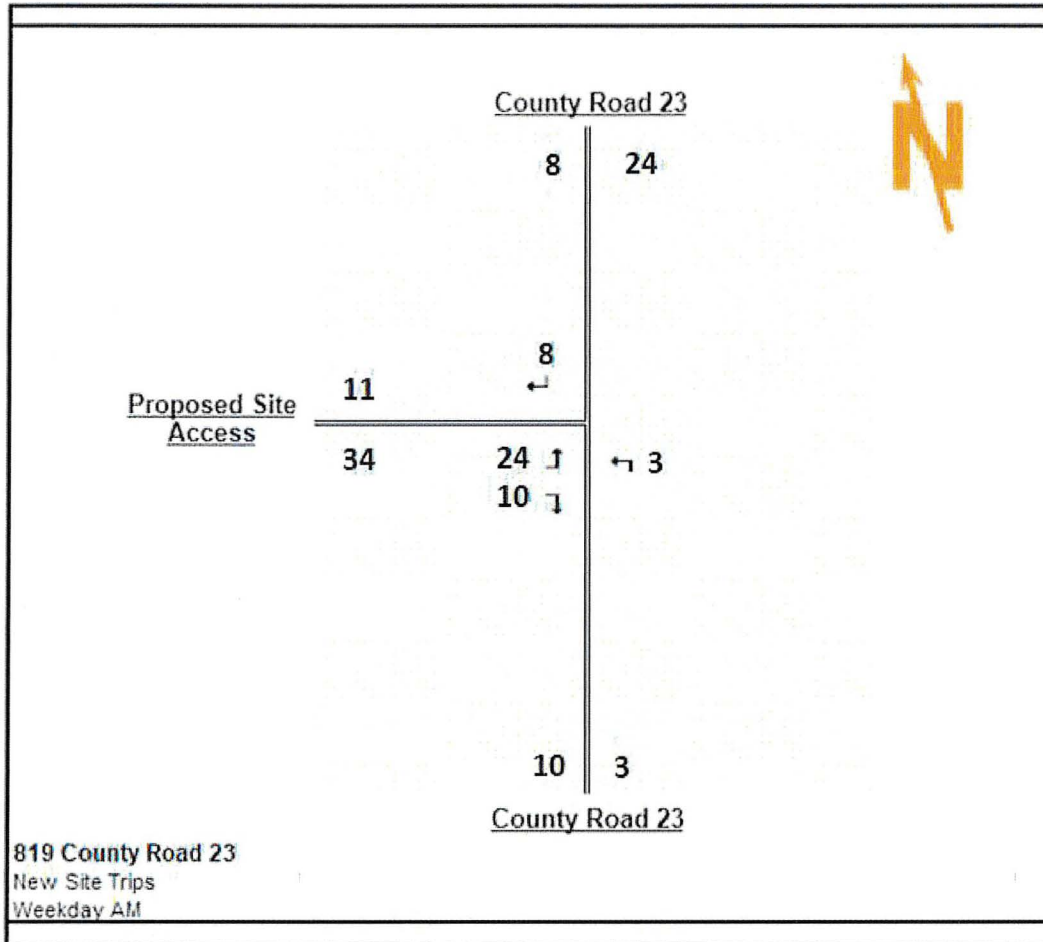 County Road 23
N
8 24
8
11
Proposed Site
Access
34 24 3
10
10 3
County Road 23
819 County Road 23
New Site Trips
Weekday AM